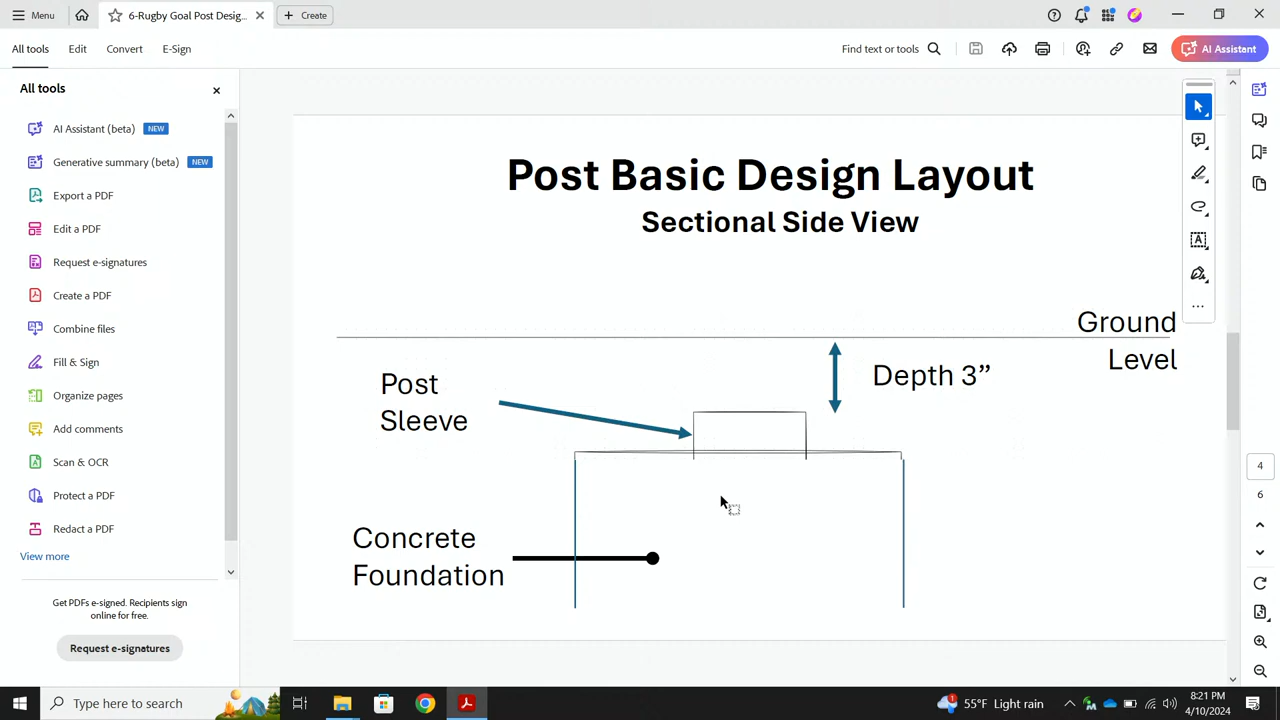 Menu
6-Rugby Goal Post Desig...
Create
All tools
Edit
Convert
E-Sign
Find text or tools
AI Assistant
All tools
AI Assistant (beta) NEW
Generative summary (beta) NEW
Export a PDF
Edit a PDF
Request e-signatures
Create a PDF
Combine files
Fill & Sign
Organize pages
Add comments
Scan & OCR
Protect a PDF
Redact a PDF
View more
Get PDFs e-signed. Recipients sign
online for free.
Request e-signatures
Post Basic Design Layout
Sectional Side View
Ground
Level
Depth 3”
Post
Sleeve
Concrete
Foundation
4
6
Type here to search
1
55°F Light rain
8:21 PM
4/10/2024